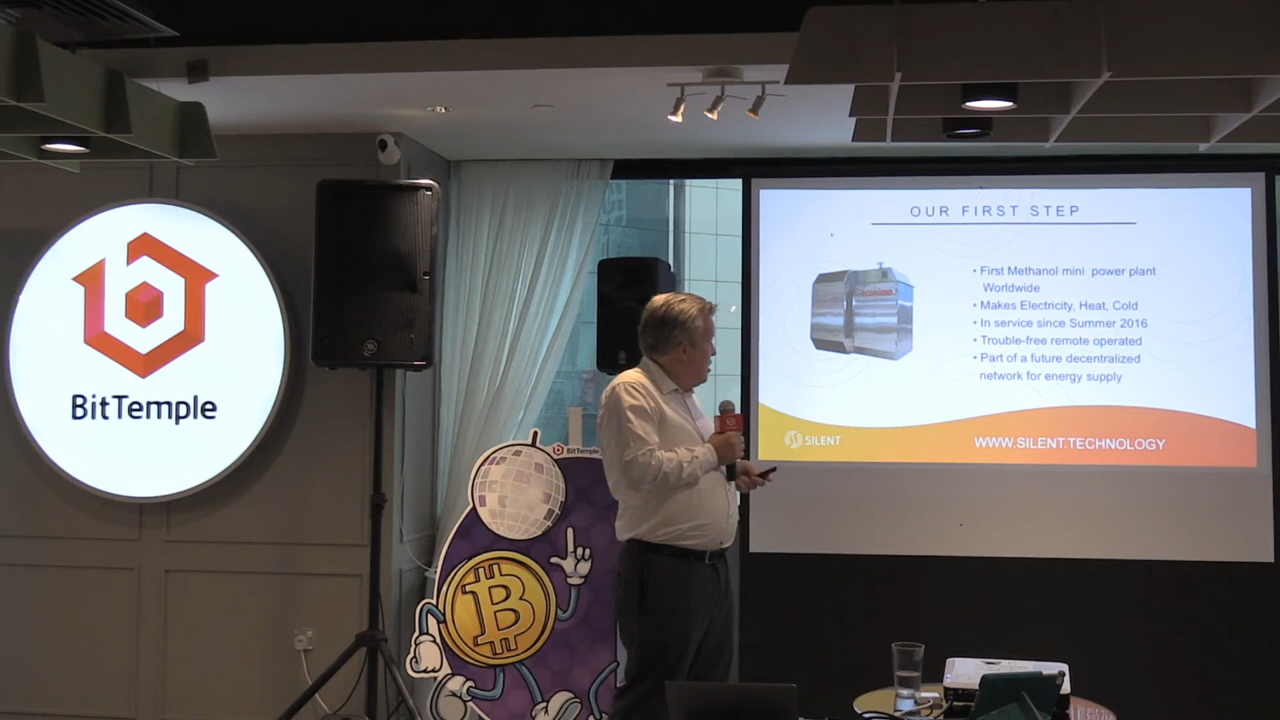 BitTemple
BitTemple
OUR FIRST STEP
• First Methanol mini power plant
Worldwide
• Makes Electricity, Heat, Cold
• In service since Summer 2016
• Trouble-free remote operated
• Part of a future decentralized
network for energy supply
SILENT
WWW.SILENT.TECHNOLOGY